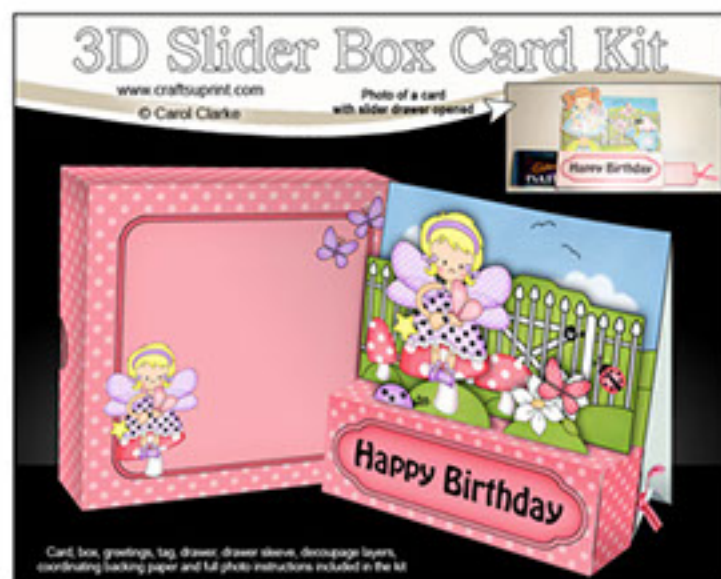 3D Slider Box Card Kit
www.craftsuprint.com
© Carol Clarke
Photo of a card
with slider drawer opened
Happy Birthday
Happy Birthday
Card, box, greetings, tag, drawer, drawer sleeve, decoupage layers,
coordinating backing paper and full photo instructions included in the kit